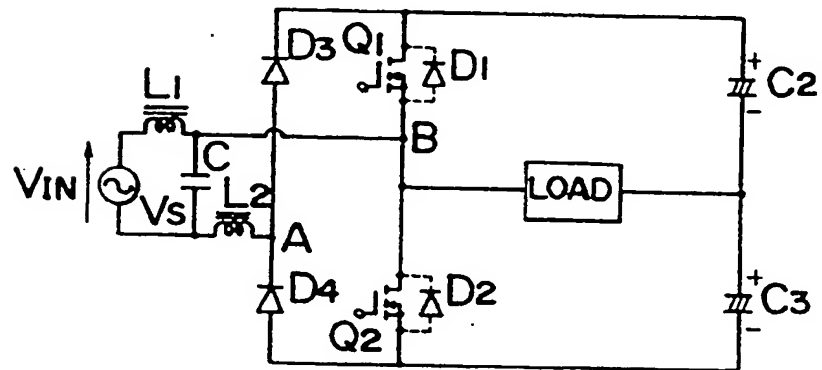 D3
Q1
D1
+
C2
-
L1
B
C
VIN
VS
L2
A
LOAD
D4
D2
Q2
+
C3
-